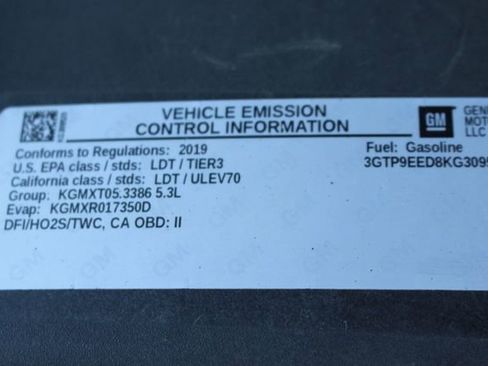 VEHICLE EMISSION
CONTROL INFORMATION
GM
Conforms to Regulations: 2019
Fuel: Gasoline
U.S. EPA class / stds: LDT / TIER3
California class / stds: LDT / ULEV70
Group: KGMXT05.3386 5.3L
Evap: KGMXR017350D
DFI/HO2S/TWC, CA OBD: II
LLC